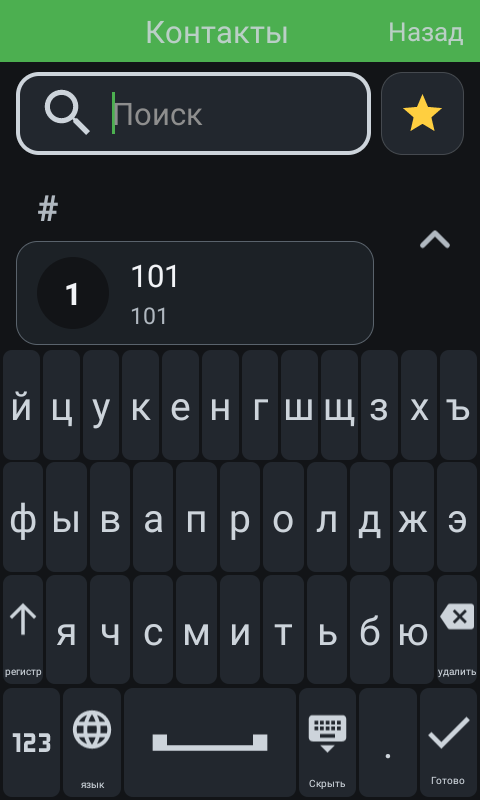 Контакты Назад
Поиск
#
1 101
101
й ц у к е н г ш щ з х ъ
ф ы в а п р о л д ж э
я ч с м и т ь б ю
регистр удалить
123 .
язык Скрыть Готово